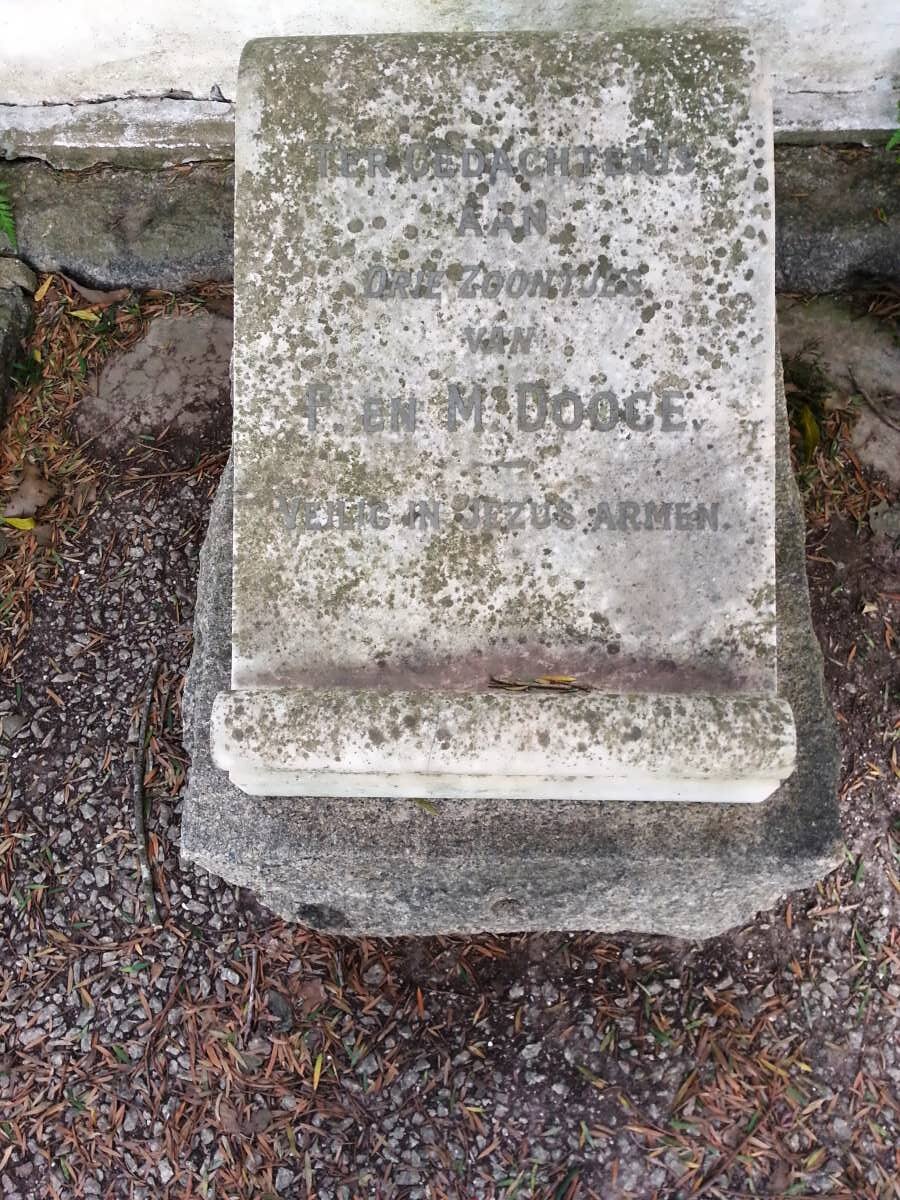 TER GEDACHTENIS
AAN
DRIE ZOONTJES
VAN
F. EN M. DOOGE.
VEILIG IN JEZUS ARMEN.